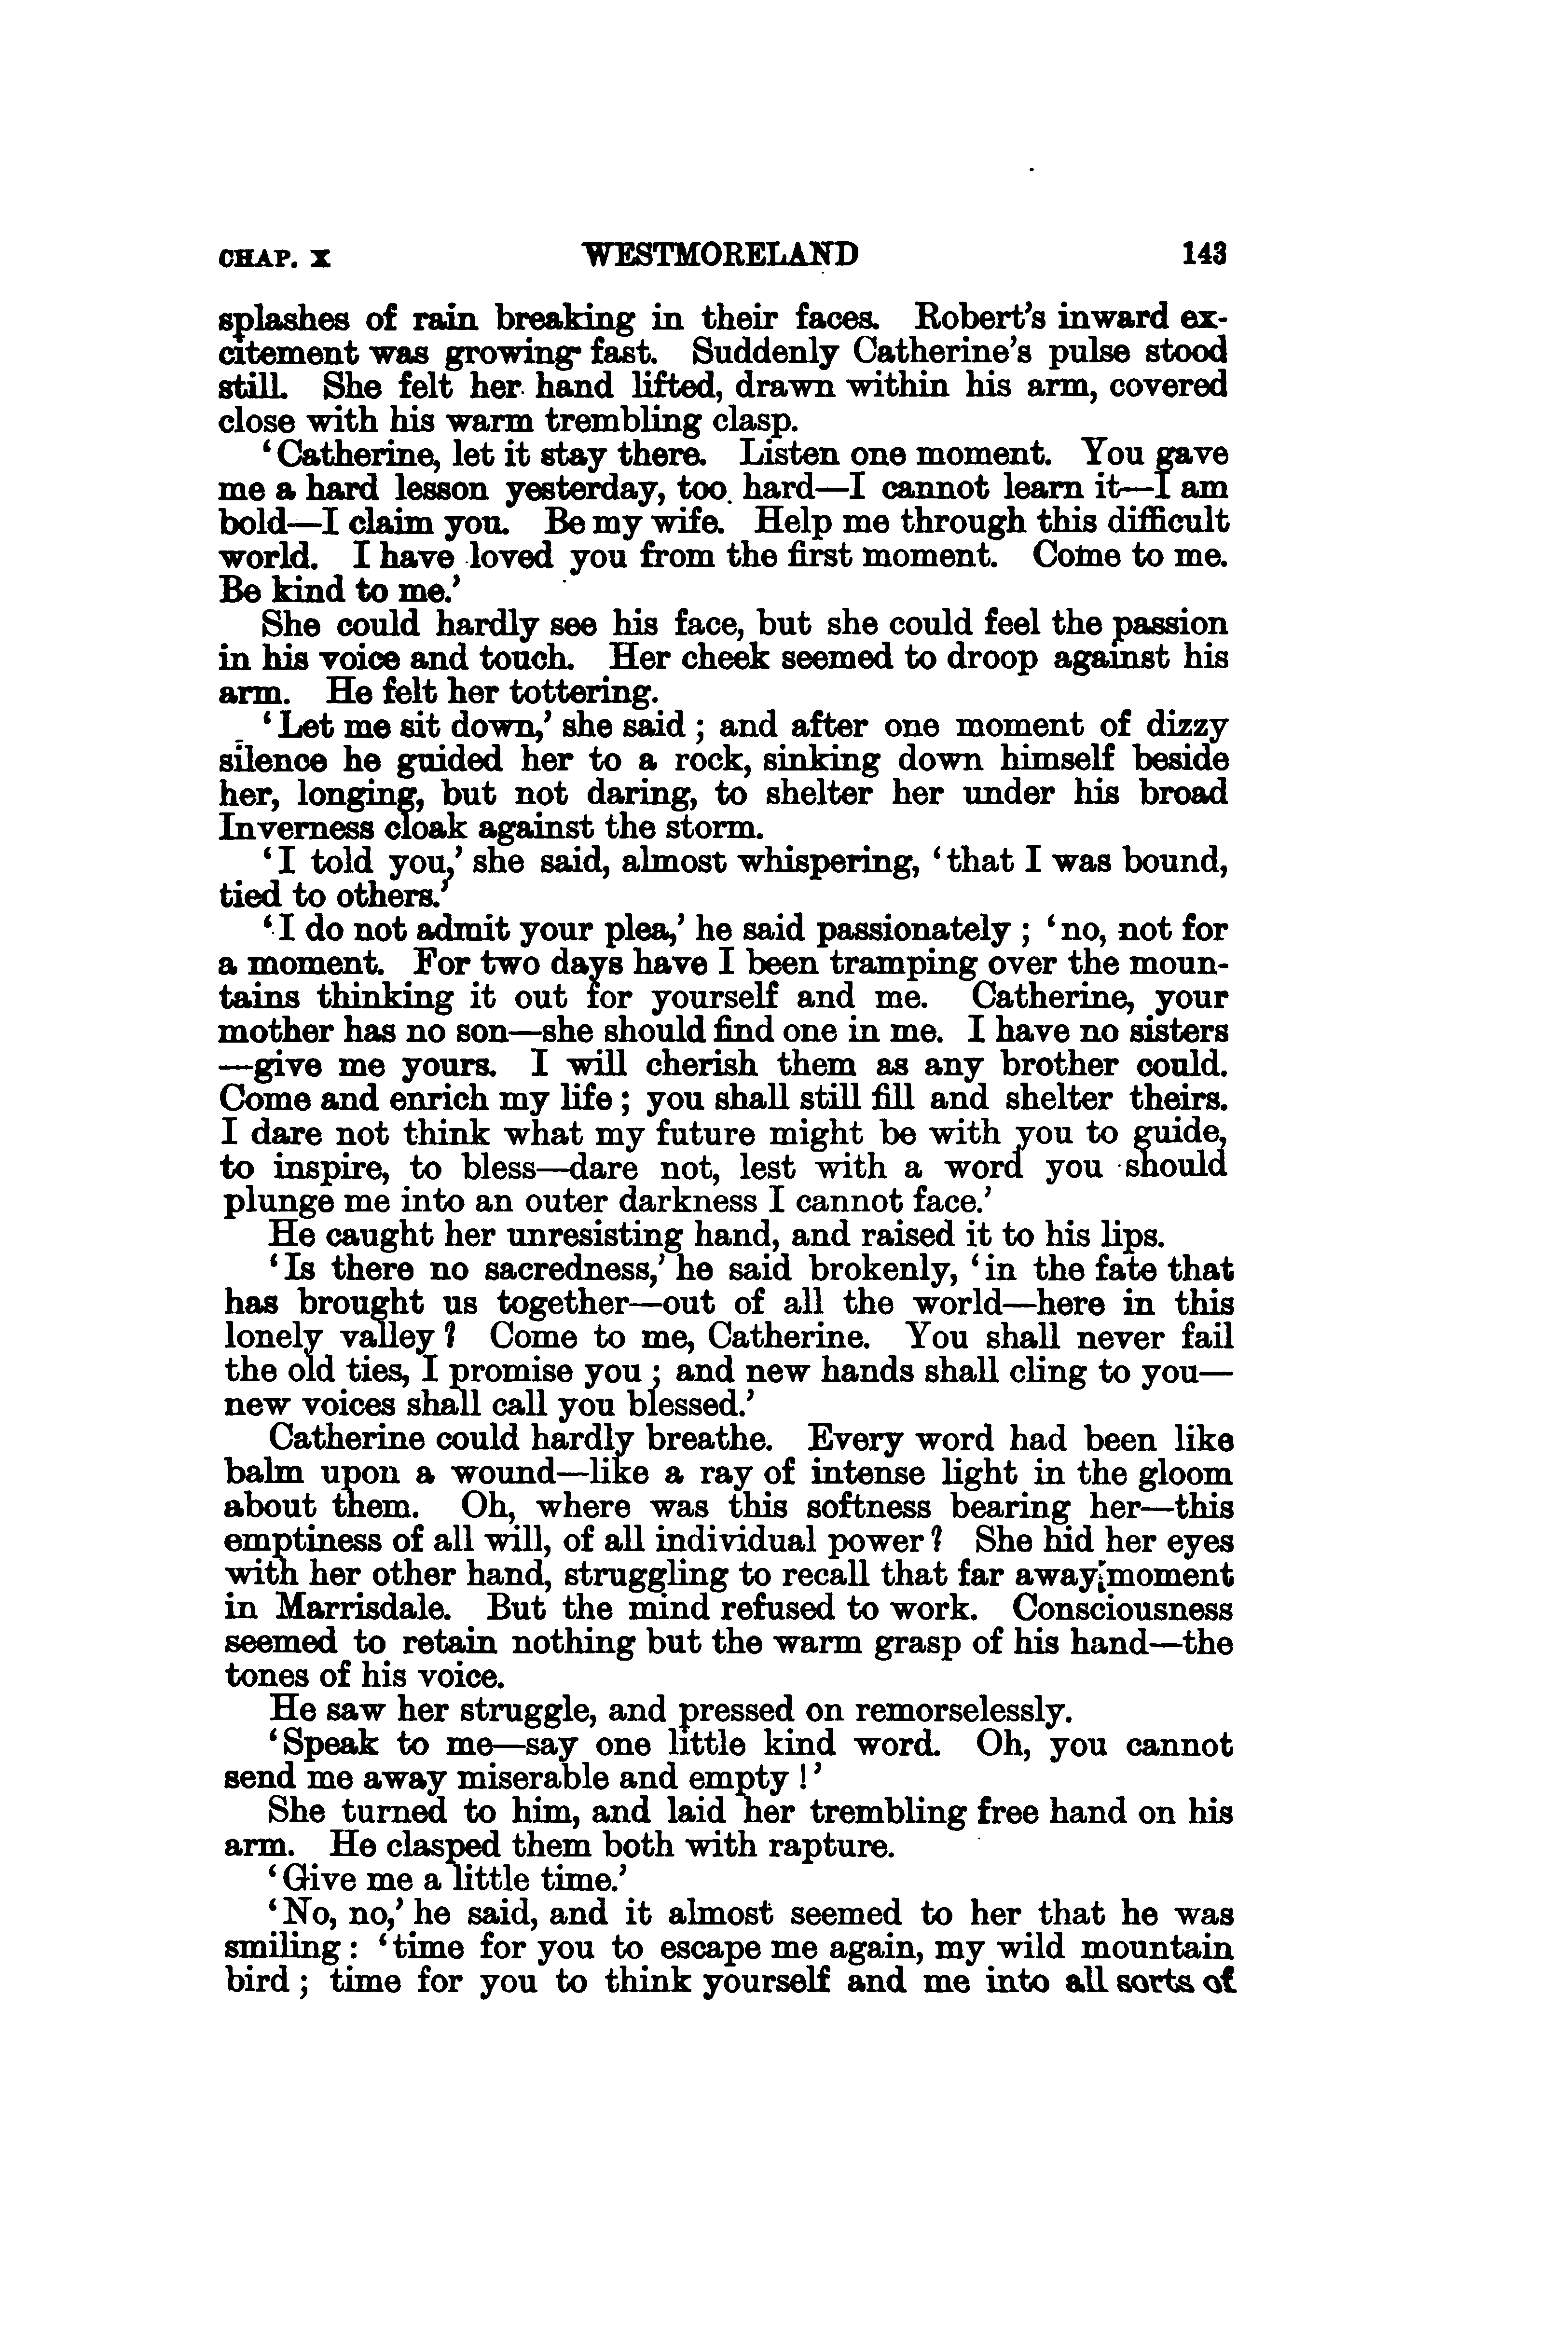 CHAP. X WESTMORELAND 143
splashes of rain breaking in their faces. Robert's inward ex-
citement was growing fast. Suddenly Catherine's pulse stood
still. She felt her hand lifted, drawn within his arm, covered
close with his warm trembling clasp.
‘Catherine, let it stay there. Listen one moment. You gave
me a hard lesson yesterday, too hard—I cannot learn it—I am
bold—I claim you. Be my wife. Help me through this difficult
world. I have loved you from the first moment. Come to me.
Be kind to me.’
She could hardly see his face, but she could feel the passion
in his voice and touch. Her cheek seemed to droop against his
arm. He felt her tottering.
‘Let me sit down,’ she said ; and after one moment of dizzy
silence he guided her to a rock, sinking down himself beside
her, longing, but not daring, to shelter her under his broad
Inverness cloak against the storm.
‘I told you,’ she said, almost whispering, ‘that I was bound,
tied to others.’
‘I do not admit your plea,’ he said passionately ; ‘no, not for
a moment. For two days have I been tramping over the moun-
tains thinking it out for yourself and me. Catherine, your
mother has no son—she should find one in me. I have no sisters
—give me yours. I will cherish them as any brother could.
Come and enrich my life ; you shall still fill and shelter theirs.
I dare not think what my future might be with you to guide,
to inspire, to bless—dare not, lest with a word you should
plunge me into an outer darkness I cannot face.’
He caught her unresisting hand, and raised it to his lips.
‘Is there no sacredness,’ he said brokenly, ‘in the fate that
has brought us together—out of all the world—here in this
lonely valley ? Come to me, Catherine. You shall never fail
the old ties, I promise you ; and new hands shall cling to you—
new voices shall call you blessed.’
Catherine could hardly breathe. Every word had been like
balm upon a wound—like a ray of intense light in the gloom
about them. Oh, where was this softness bearing her—this
emptiness of all will, of all individual power ? She hid her eyes
with her other hand, struggling to recall that far away moment
in Marrisdale. But the mind refused to work. Consciousness
seemed to retain nothing but the warm grasp of his hand—the
tones of his voice.
He saw her struggle, and pressed on remorselessly.
‘Speak to me—say one little kind word. Oh, you cannot
send me away miserable and empty !’
She turned to him, and laid her trembling free hand on his
arm. He clasped them both with rapture.
‘Give me a little time.’
‘No, no,’ he said, and it almost seemed to her that he was
smiling : ‘time for you to escape me again, my wild mountain
bird ; time for you to think yourself and me into all sorts of